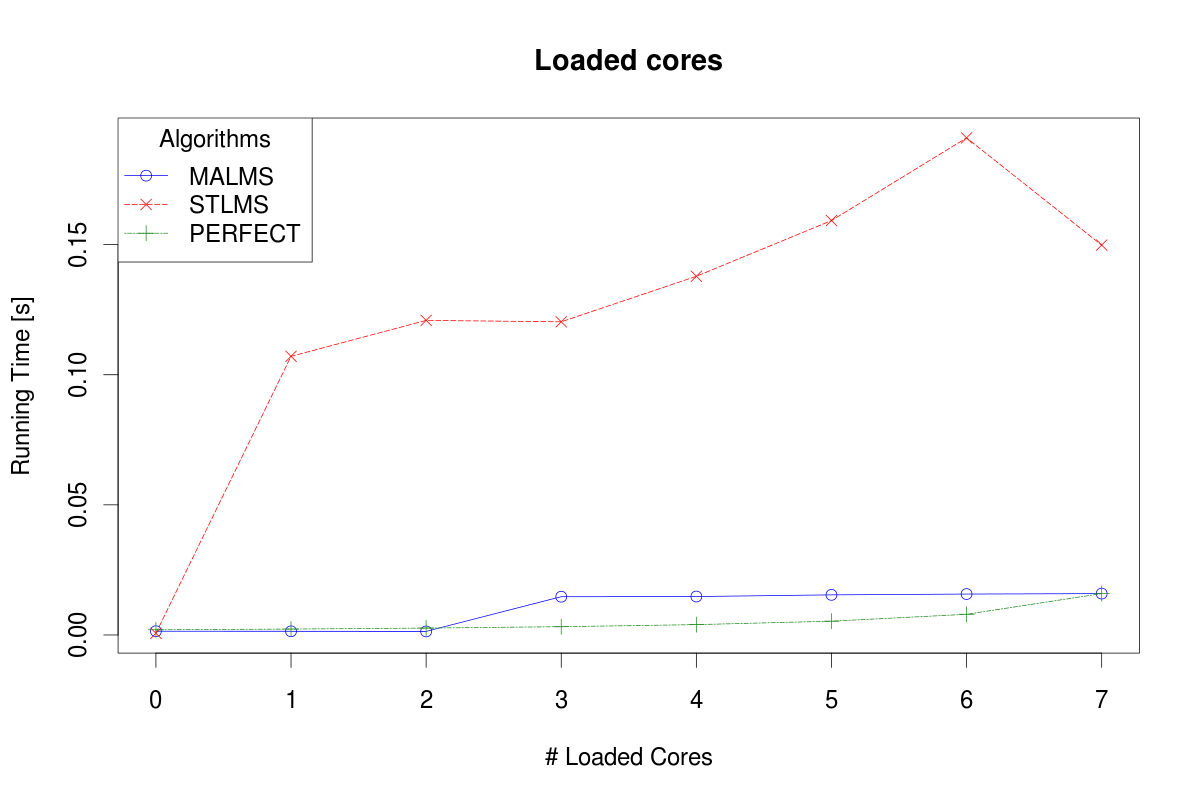 Loaded cores
Algorithms
MALMS
STLMS
PERFECT
Running Time [s]
0.15
0.10
0.05
0.00
0 1 2 3 4 5 6 7
# Loaded Cores